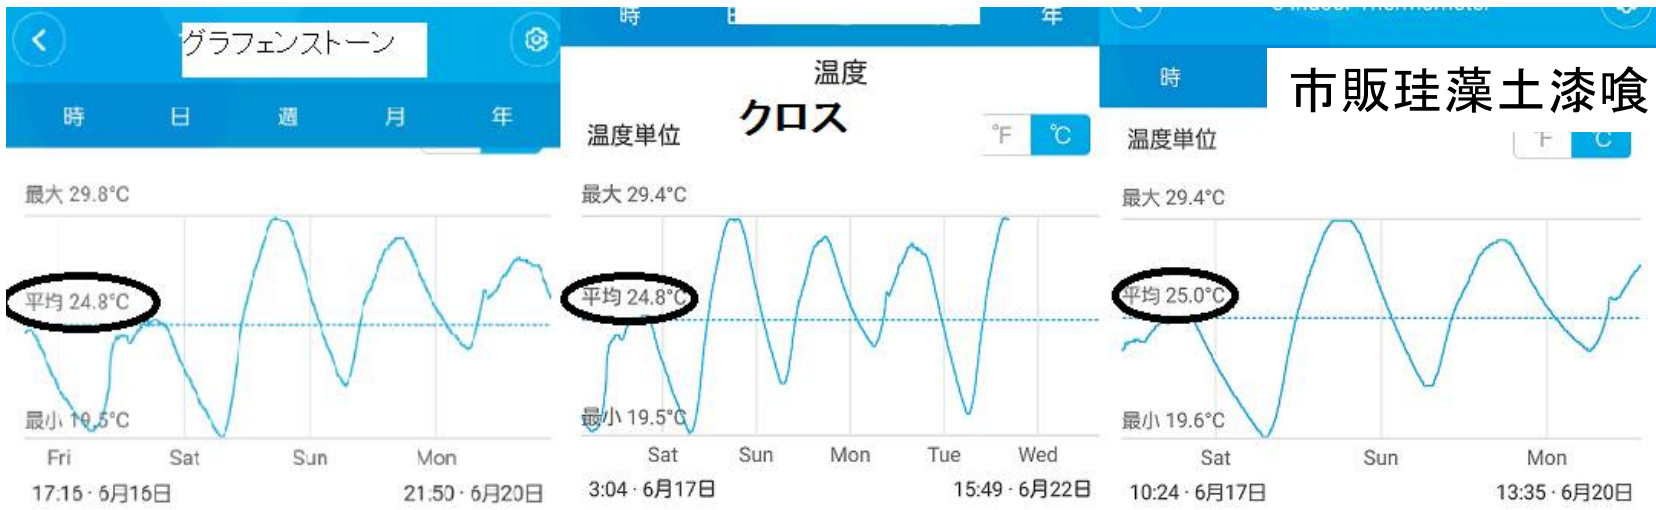 グラフェンストーン
時 日 週 月 年
最大 29.8°C
平均 24.8°C
最小 19.5°C
Fri Sat Sun Mon
17:16 · 6月16日 21:50 · 6月20日
時 年
温度
クロス
温度単位 °F °C
最大 29.4°C
平均 24.8°C
最小 19.5°C
Sat Sun Mon Tue Wed
3:04 · 6月17日 15:49 · 6月22日
時
市販珪藻土漆喰
温度単位 °F °C
最大 29.4°C
平均 25.0°C
最小 19.6°C
Sat Sun Mon
10:24 · 6月17日 13:35 · 6月20日